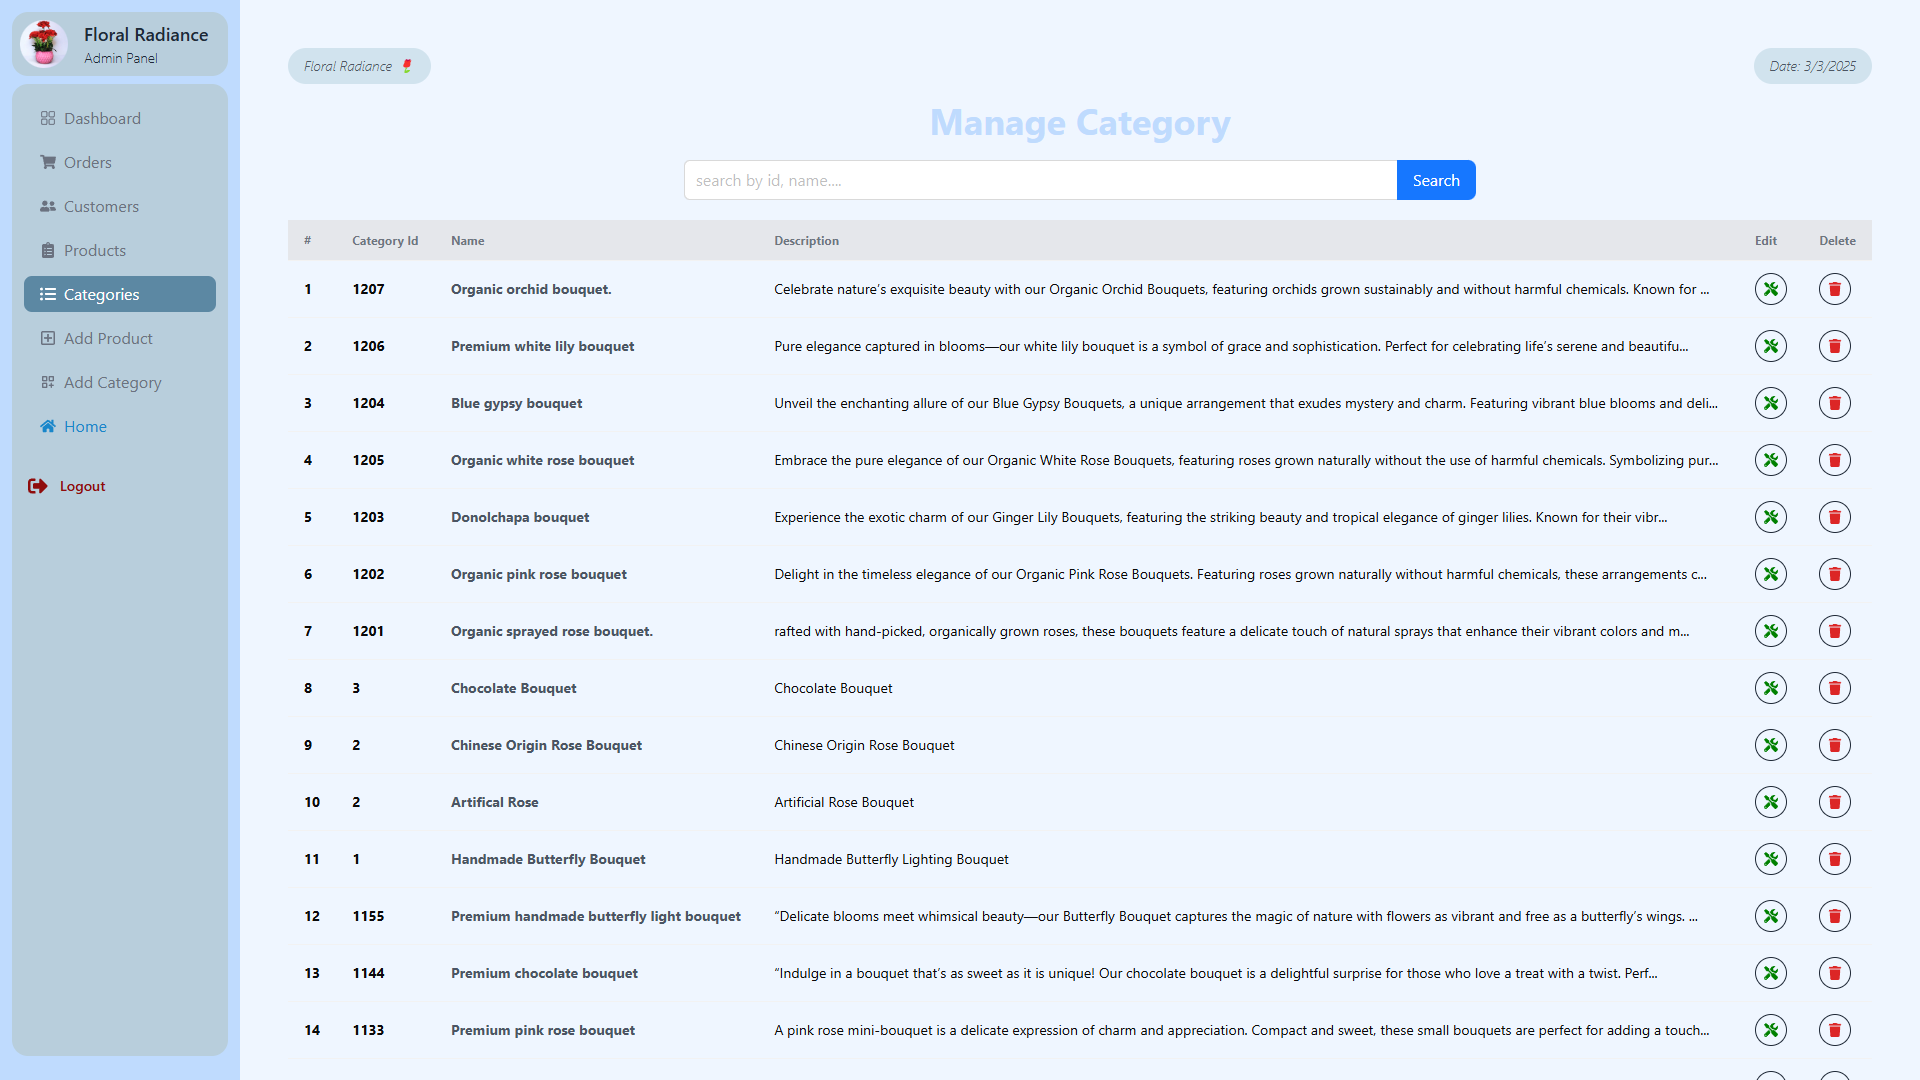 Floral Radiance
Admin Panel
Dashboard
Orders
Customers
Products
Categories
Add Product
Add Category
Home
Logout
Floral Radiance
Date: 3/3/2025
Manage Category
search by id, name....
Search
# Category Id Name Description Edit Delete
1 1207 Organic orchid bouquet. Celebrate nature’s exquisite beauty with our Organic Orchid Bouquets, featuring orchids grown sustainably and without harmful chemicals. Known for ...
2 1206 Premium white lily bouquet Pure elegance captured in blooms—our white lily bouquet is a symbol of grace and sophistication. Perfect for celebrating life’s serene and beautifu...
3 1204 Blue gypsy bouquet Unveil the enchanting allure of our Blue Gypsy Bouquets, a unique arrangement that exudes mystery and charm. Featuring vibrant blue blooms and deli...
4 1205 Organic white rose bouquet Embrace the pure elegance of our Organic White Rose Bouquets, featuring roses grown naturally without the use of harmful chemicals. Symbolizing pur...
5 1203 Donolchapa bouquet Experience the exotic charm of our Ginger Lily Bouquets, featuring the striking beauty and tropical elegance of ginger lilies. Known for their vibr...
6 1202 Organic pink rose bouquet Delight in the timeless elegance of our Organic Pink Rose Bouquets. Featuring roses grown naturally without harmful chemicals, these arrangements c...
7 1201 Organic sprayed rose bouquet. rafted with hand-picked, organically grown roses, these bouquets feature a delicate touch of natural sprays that enhance their vibrant colors and m...
8 3 Chocolate Bouquet Chocolate Bouquet
9 2 Chinese Origin Rose Bouquet Chinese Origin Rose Bouquet
10 2 Artifical Rose Artificial Rose Bouquet
11 1 Handmade Butterfly Bouquet Handmade Butterfly Lighting Bouquet
12 1155 Premium handmade butterfly light bouquet “Delicate blooms meet whimsical beauty—our Butterfly Bouquet captures the magic of nature with flowers as vibrant and free as a butterfly’s wings. ...
13 1144 Premium chocolate bouquet “Indulge in a bouquet that’s as sweet as it is unique! Our chocolate bouquet is a delightful surprise for those who love a treat with a twist. Perf...
14 1133 Premium pink rose bouquet A pink rose mini-bouquet is a delicate expression of charm and appreciation. Compact and sweet, these small bouquets are perfect for adding a touch...